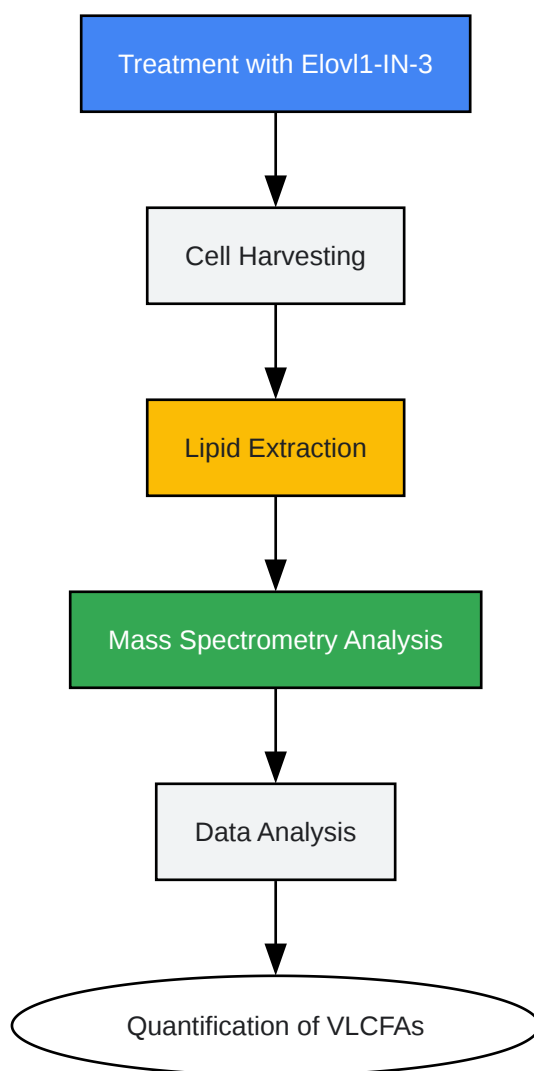 Treatment with Elovl1-IN-3
Cell Harvesting
Lipid Extraction
Mass Spectrometry Analysis
Data Analysis
Quantification of VLCFAs